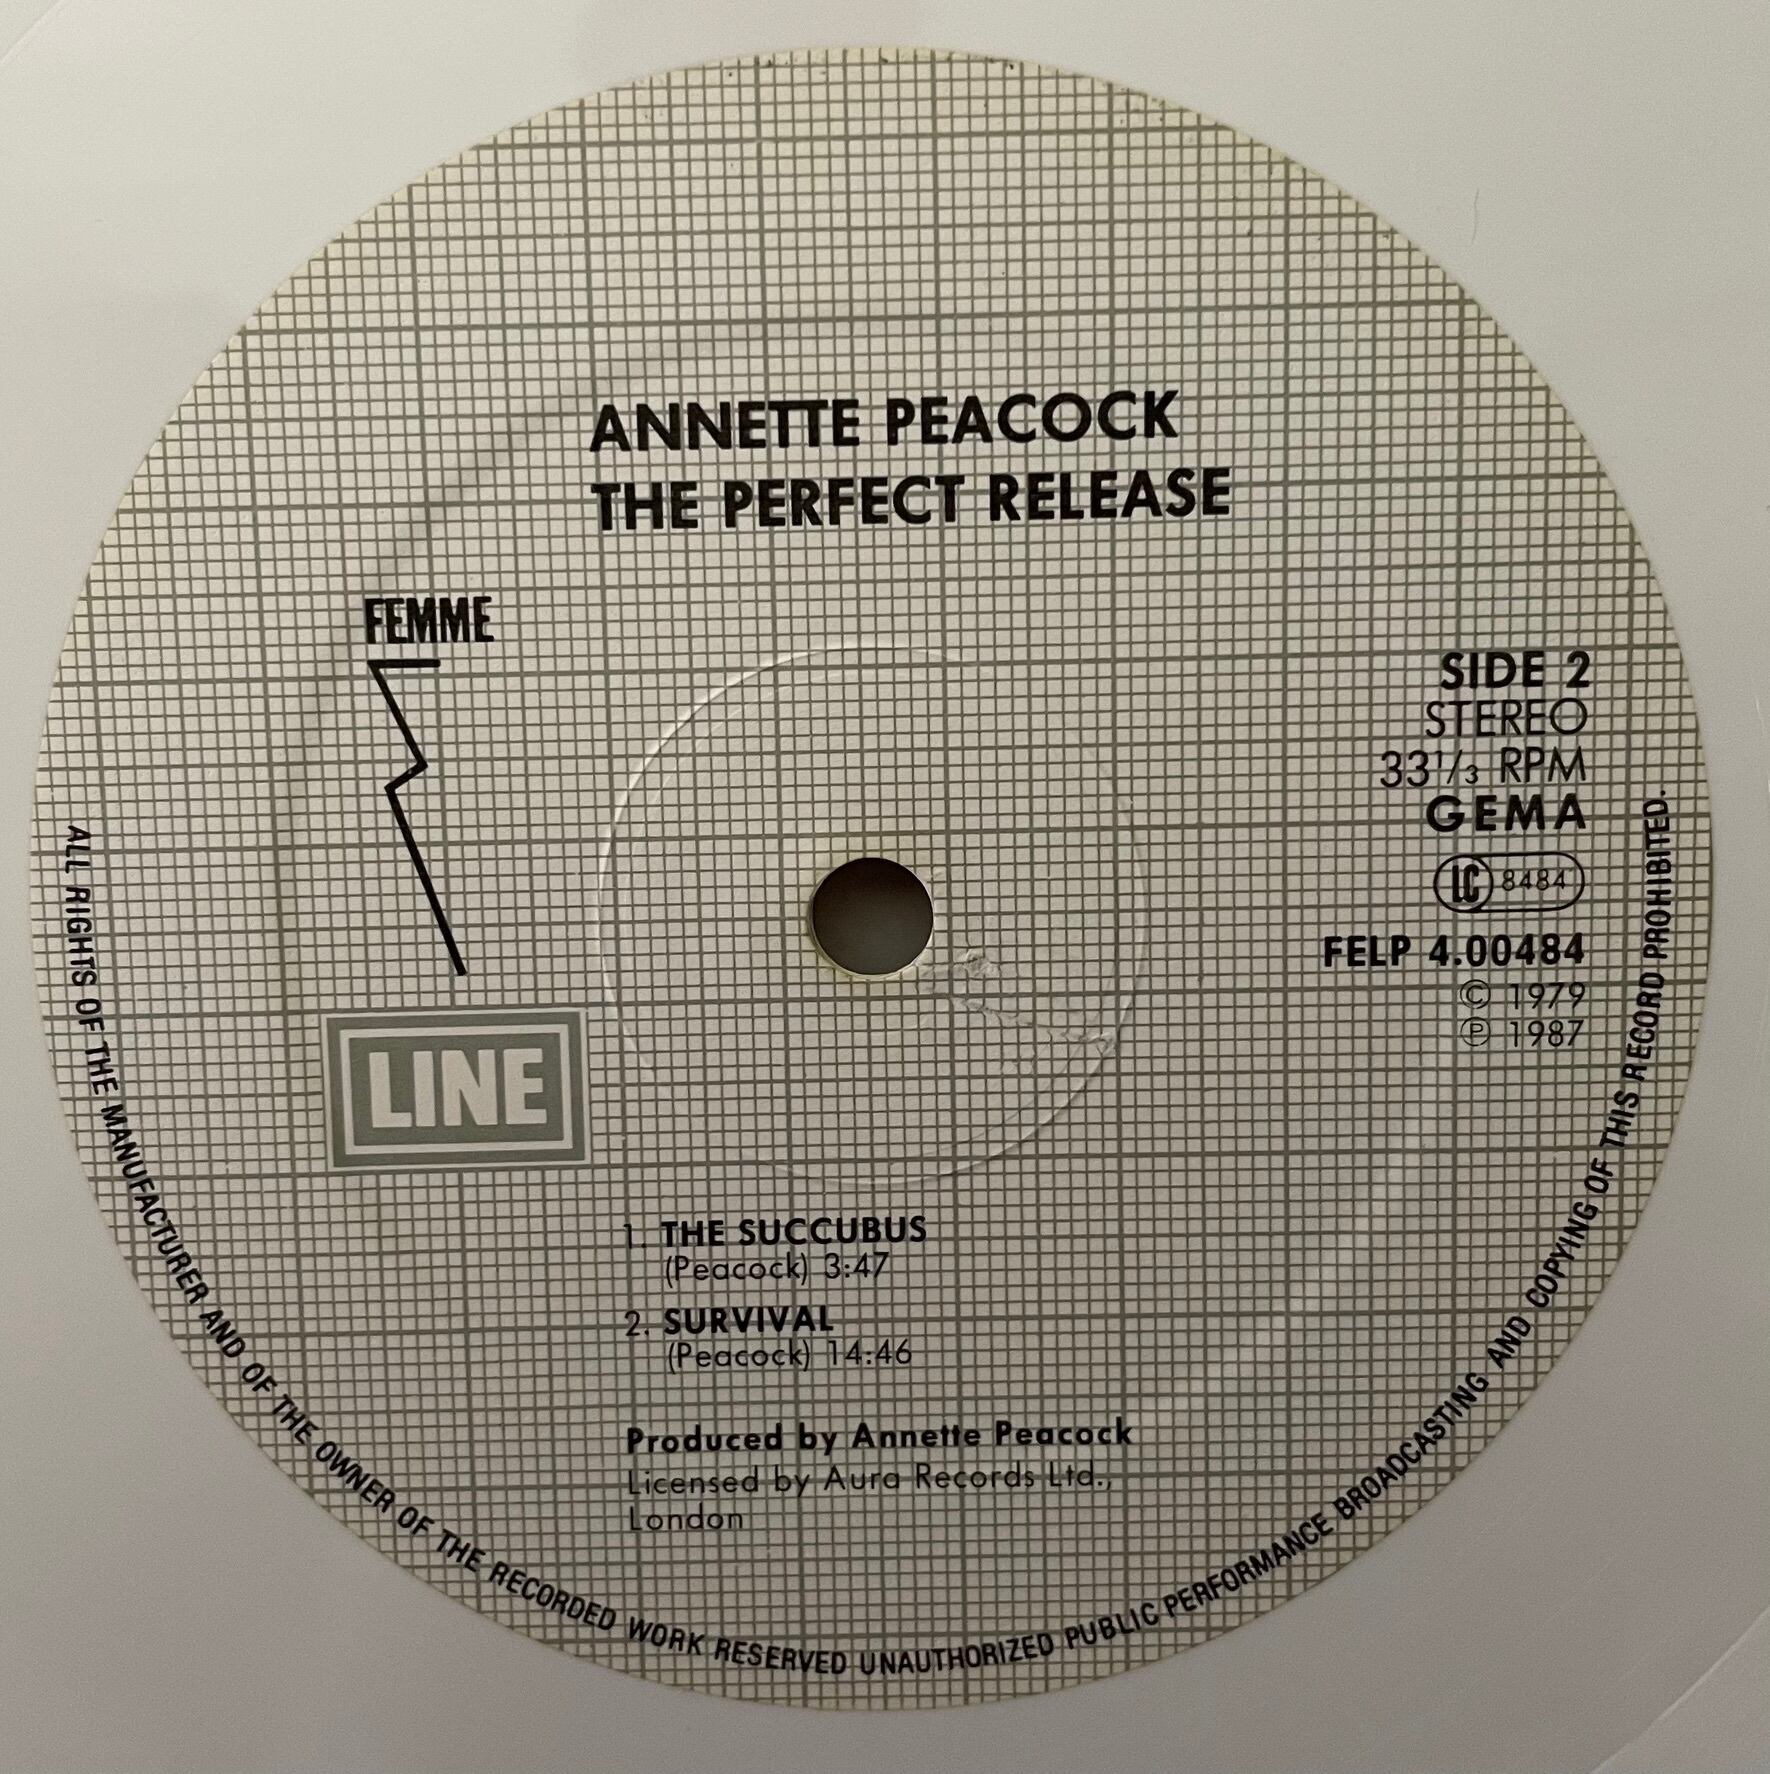 ANNETTE PEACOCK
THE PERFECT RELEASE
FEMME
LINE
SIDE 2
STEREO
33⅓ RPM
GEMA
LC 8484
FELP 4.00484
© 1979
℗ 1987
1. THE SUCCUBUS
(Peacock) 3:47
2. SURVIVAL
(Peacock) 14:46
Produced by Annette Peacock
Licensed by Aura Records Ltd.,
London
ALL RIGHTS OF THE MANUFACTURER AND OF THE OWNER OF THE RECORDED WORK RESERVED UNAUTHORIZED PUBLIC PERFORMANCE BROADCASTING AND COPYING OF THIS RECORD PROHIBITED.